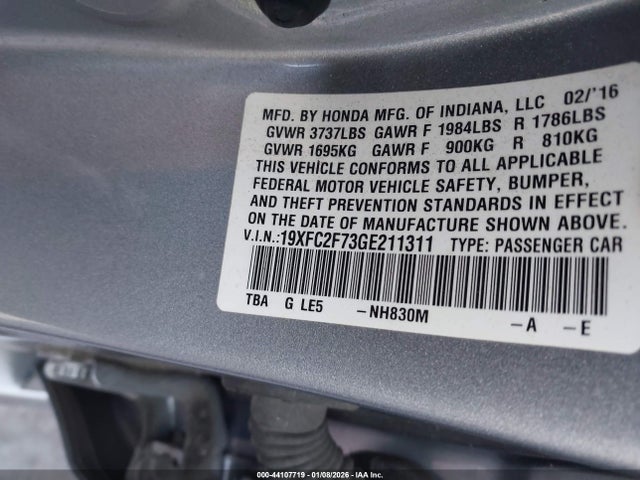 MFD. BY HONDA MFG. OF INDIANA, LLC 02/'16
GVWR 3737LBS GAWR F 1984LBS R 1786LBS
GVWR 1695KG GAWR F 900KG R 810KG
THIS VEHICLE CONFORMS TO ALL APPLICABLE
FEDERAL MOTOR VEHICLE SAFETY, BUMPER,
AND THEFT PREVENTION STANDARDS IN EFFECT
ON THE DATE OF MANUFACTURE SHOWN ABOVE.
V.I.N.:19XFC2F73GE211311 TYPE: PASSENGER CAR
TBA G LE5 -NH830M -A -E
000-44107719 - 01/08/2026 - IAA Inc.